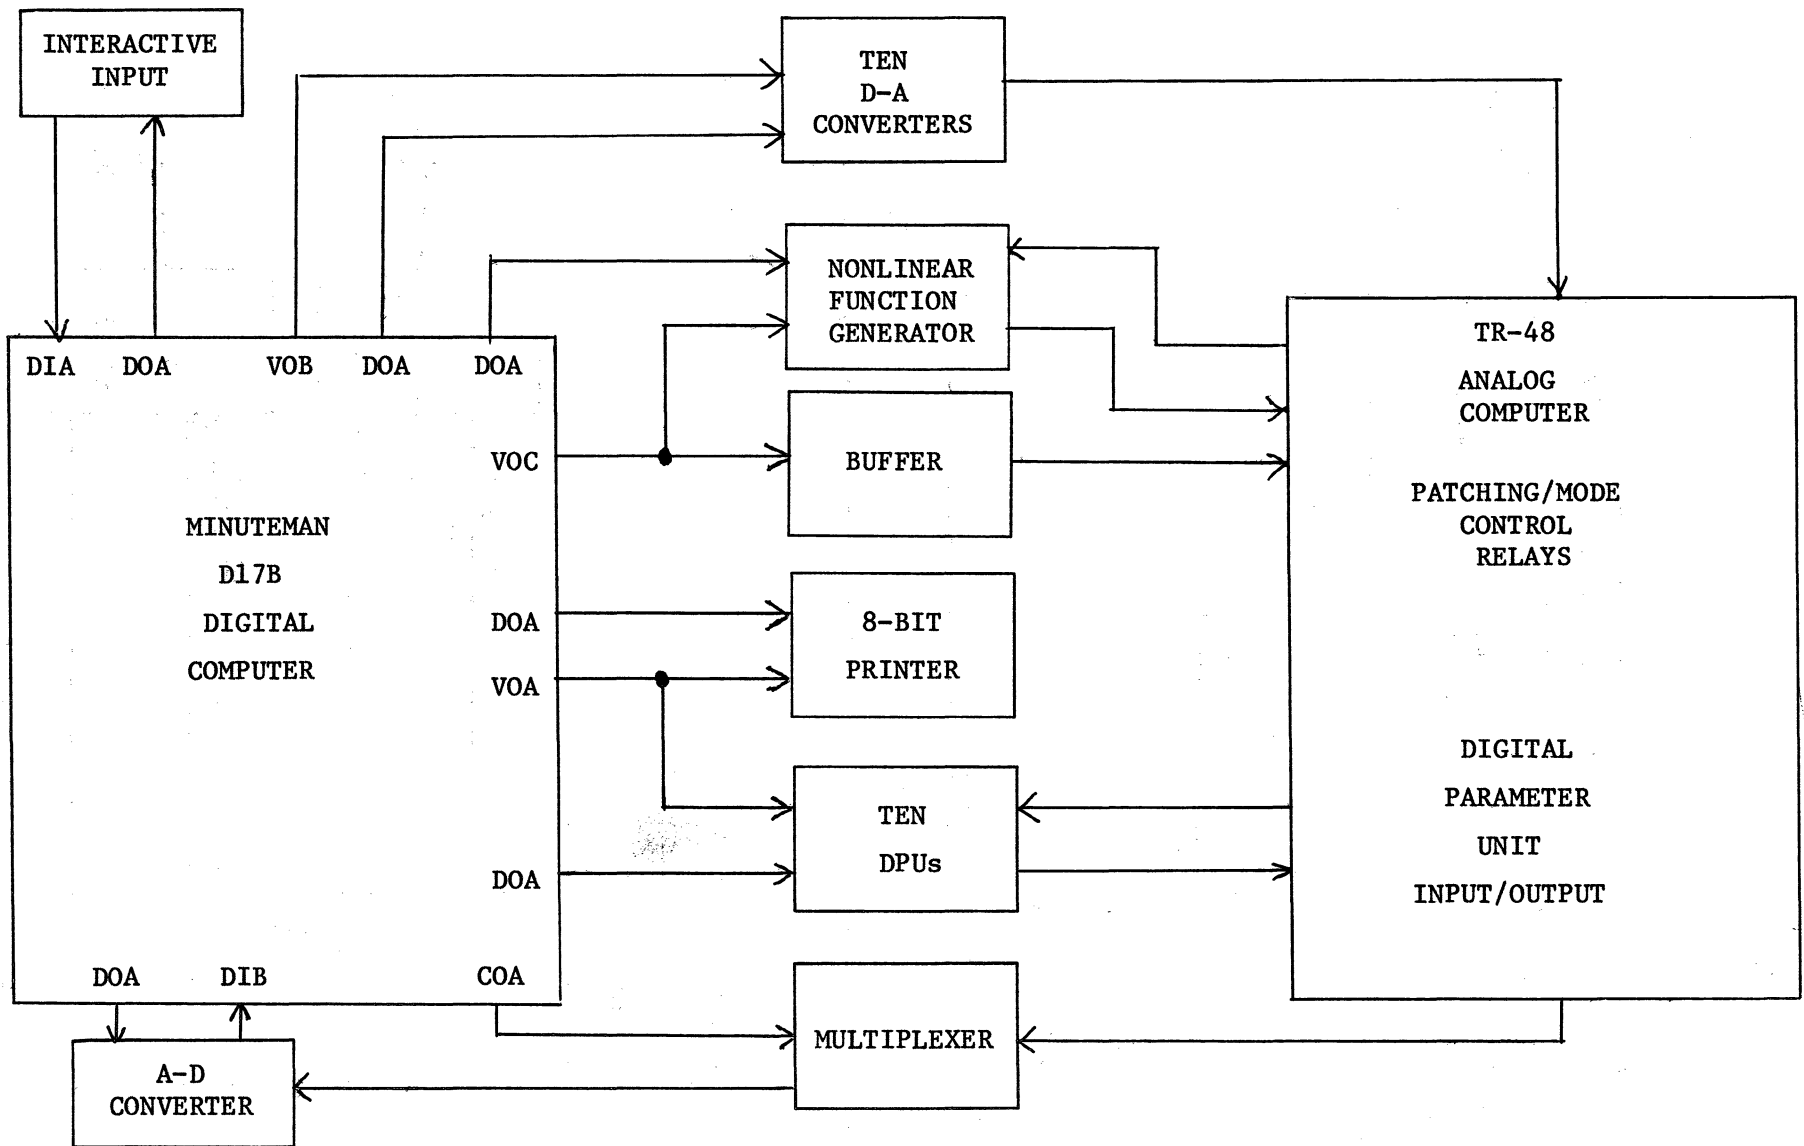 INTERACTIVE
INPUT
TEN
D-A
CONVERTERS
NONLINEAR
FUNCTION
GENERATOR
DIA DOA VOB DOA DOA
TR-48
ANALOG
COMPUTER
VOC
BUFFER
PATCHING/MODE
CONTROL
RELAYS
MINUTEMAN
D17B
DIGITAL
COMPUTER
DOA
VOA
8-BIT
PRINTER
DIGITAL
PARAMETER
UNIT
INPUT/OUTPUT
TEN
DPUs
DOA
DOA DIB COA
MULTIPLEXER
A-D
CONVERTER